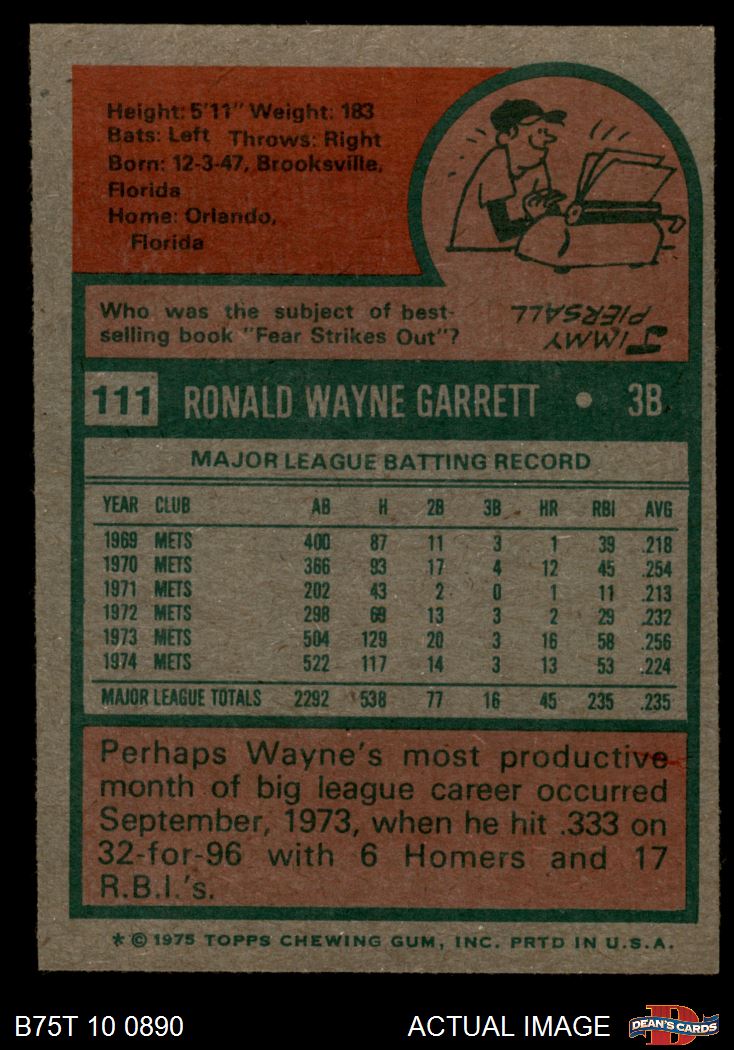 Height: 5'11" Weight: 183
Bats: Left Throws: Right
Born: 12-3-47, Brooksville,
Florida
Home: Orlando,
Florida
Who was the subject of best-
selling book "Fear Strikes Out"?
JIMMY
PIERSALL
111 RONALD WAYNE GARRETT • 3B
MAJOR LEAGUE BATTING RECORD
YEAR CLUB AB H 2B 3B HR RBI AVG
1969 METS 400 87 11 3 1 39 .218
1970 METS 366 93 17 4 12 45 .254
1971 METS 202 43 2 0 1 11 .213
1972 METS 298 69 13 3 2 29 .232
1973 METS 504 129 20 3 16 58 .256
1974 METS 522 117 14 3 13 53 .224
MAJOR LEAGUE TOTALS 2292 538 77 16 45 235 .235
Perhaps Wayne's most productive
month of big league career occurred
September, 1973, when he hit .333 on
32-for-96 with 6 Homers and 17
R.B.I.'s.
* © 1975 TOPPS CHEWING GUM, INC. PRTD IN U.S.A.
B75T 10 0890 ACTUAL IMAGE DEAN'S CARDS